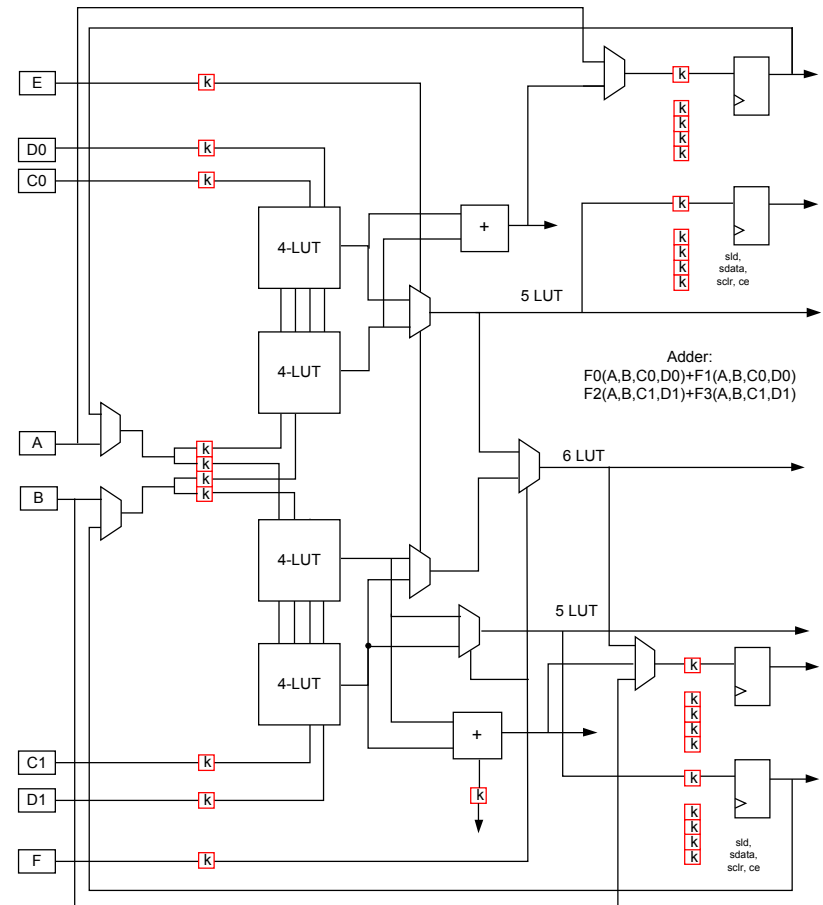 k
E
k
k
k
k
k
k
D0
k
C0
k
4-LUT
+
k
k
k
k
k
sld,
sdata,
sclr, ce
5 LUT
4-LUT
Adder:
F0(A,B,C0,D0)+F1(A,B,C0,D0)
F2(A,B,C1,D1)+F3(A,B,C1,D1)
A
k
k
k
k
B
6 LUT
4-LUT
5 LUT
4-LUT
k
k
k
k
k
+
C1
k
k
D1
k
k
k
k
k
k
sld,
sdata,
sclr, ce
F
k